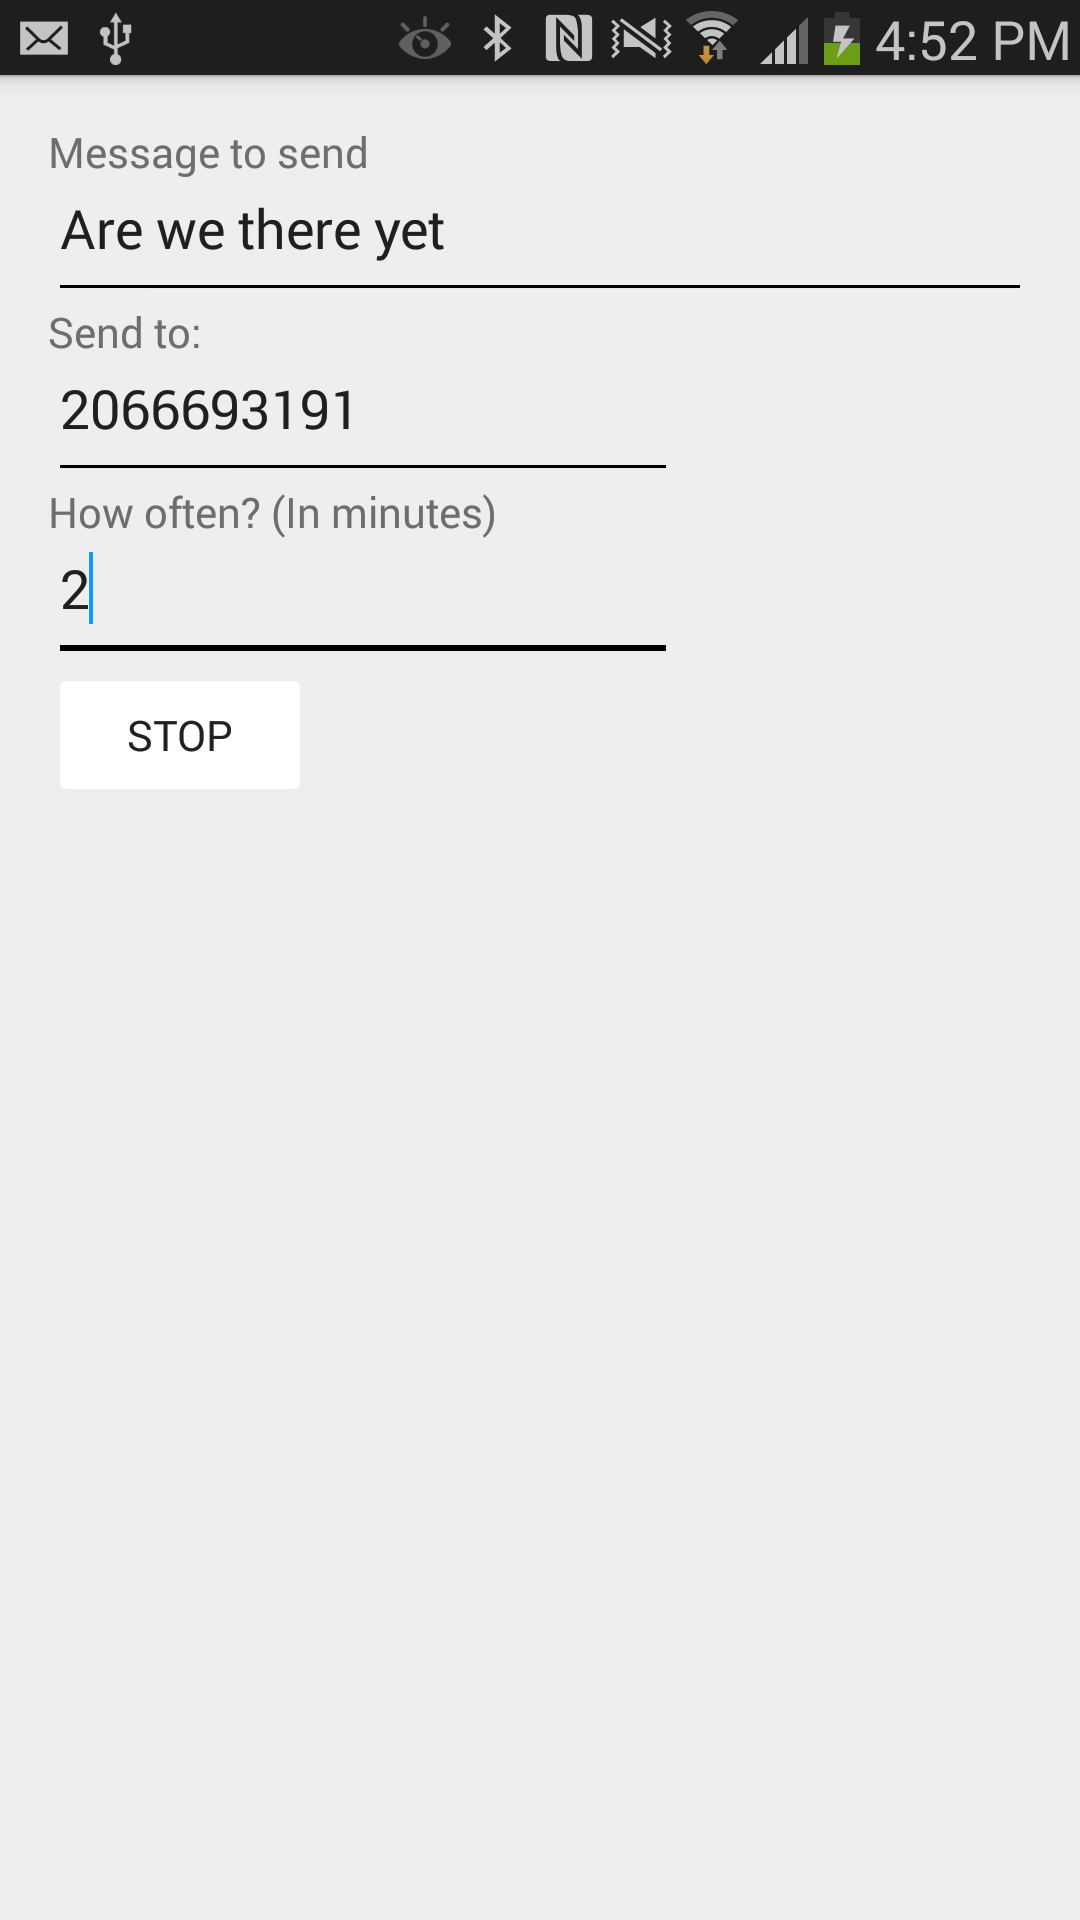 4:52 PM
Message to send
Are we there yet
Send to:
2066693191
How often? (In minutes)
2
STOP